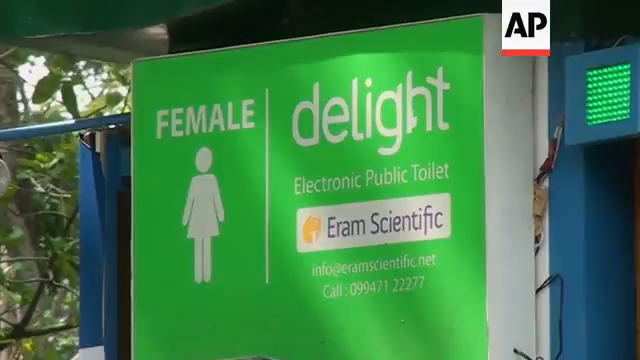 AP
FEMALE
delight
Electronic Public Toilet
Eram Scientific
info@eramscientific.net
Call : 099471 22277